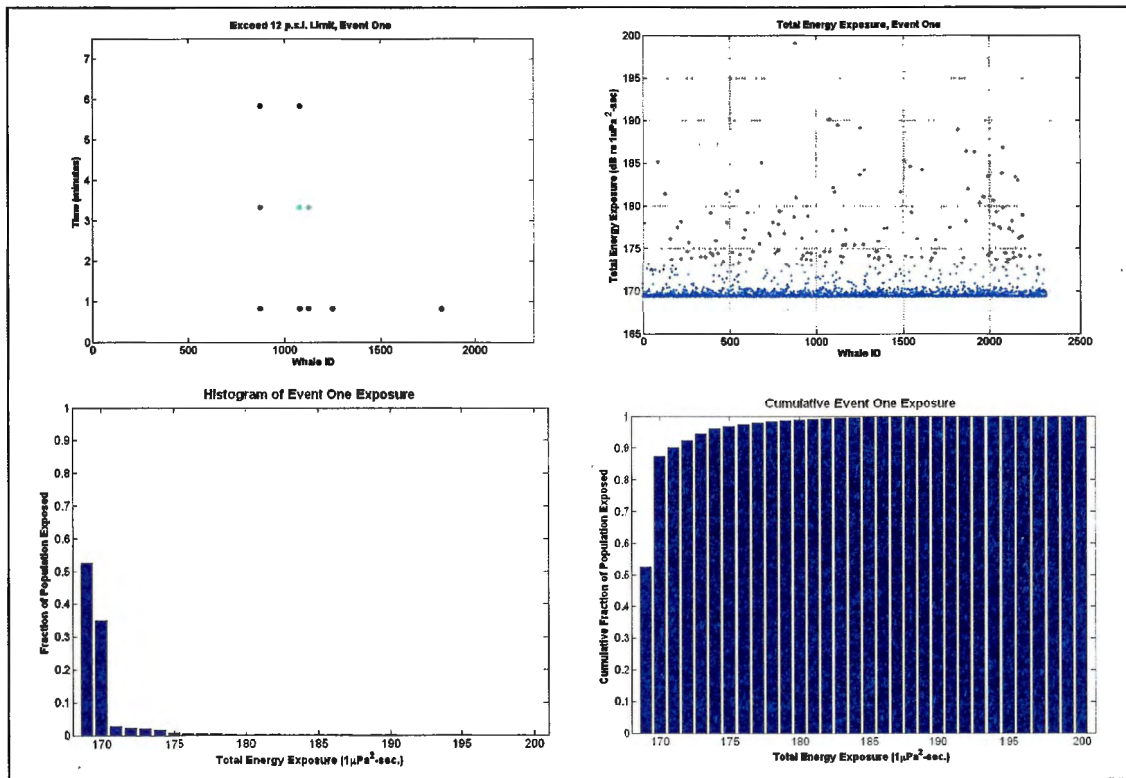 Exceed 12 p.s.i. Limit, Event One
7
6
5
4
3
2
1
0
Time (minutes)
0 500 1000 1500 2000
Whale ID
Total Energy Exposure, Event One
200
195
190
185
180
175
170
165
Total Energy Exposure (dB re 1uPa^2-sec)
0 500 1000 1500 2000 2500
Whale ID
Histogram of Event One Exposure
1
0.9
0.8
0.7
0.6
0.5
0.4
0.3
0.2
0.1
0
Fraction of Population Exposed
170 175 180 185 190 195 200
Total Energy Exposure (1µPa²-sec.)
Cumulative Event One Exposure
1
0.9
0.8
0.7
0.6
0.5
0.4
0.3
0.2
0.1
0
Cumulative Fraction of Population Exposed
170 175 180 185 190 195 200
Total Energy Exposure (1µPa²-sec.)